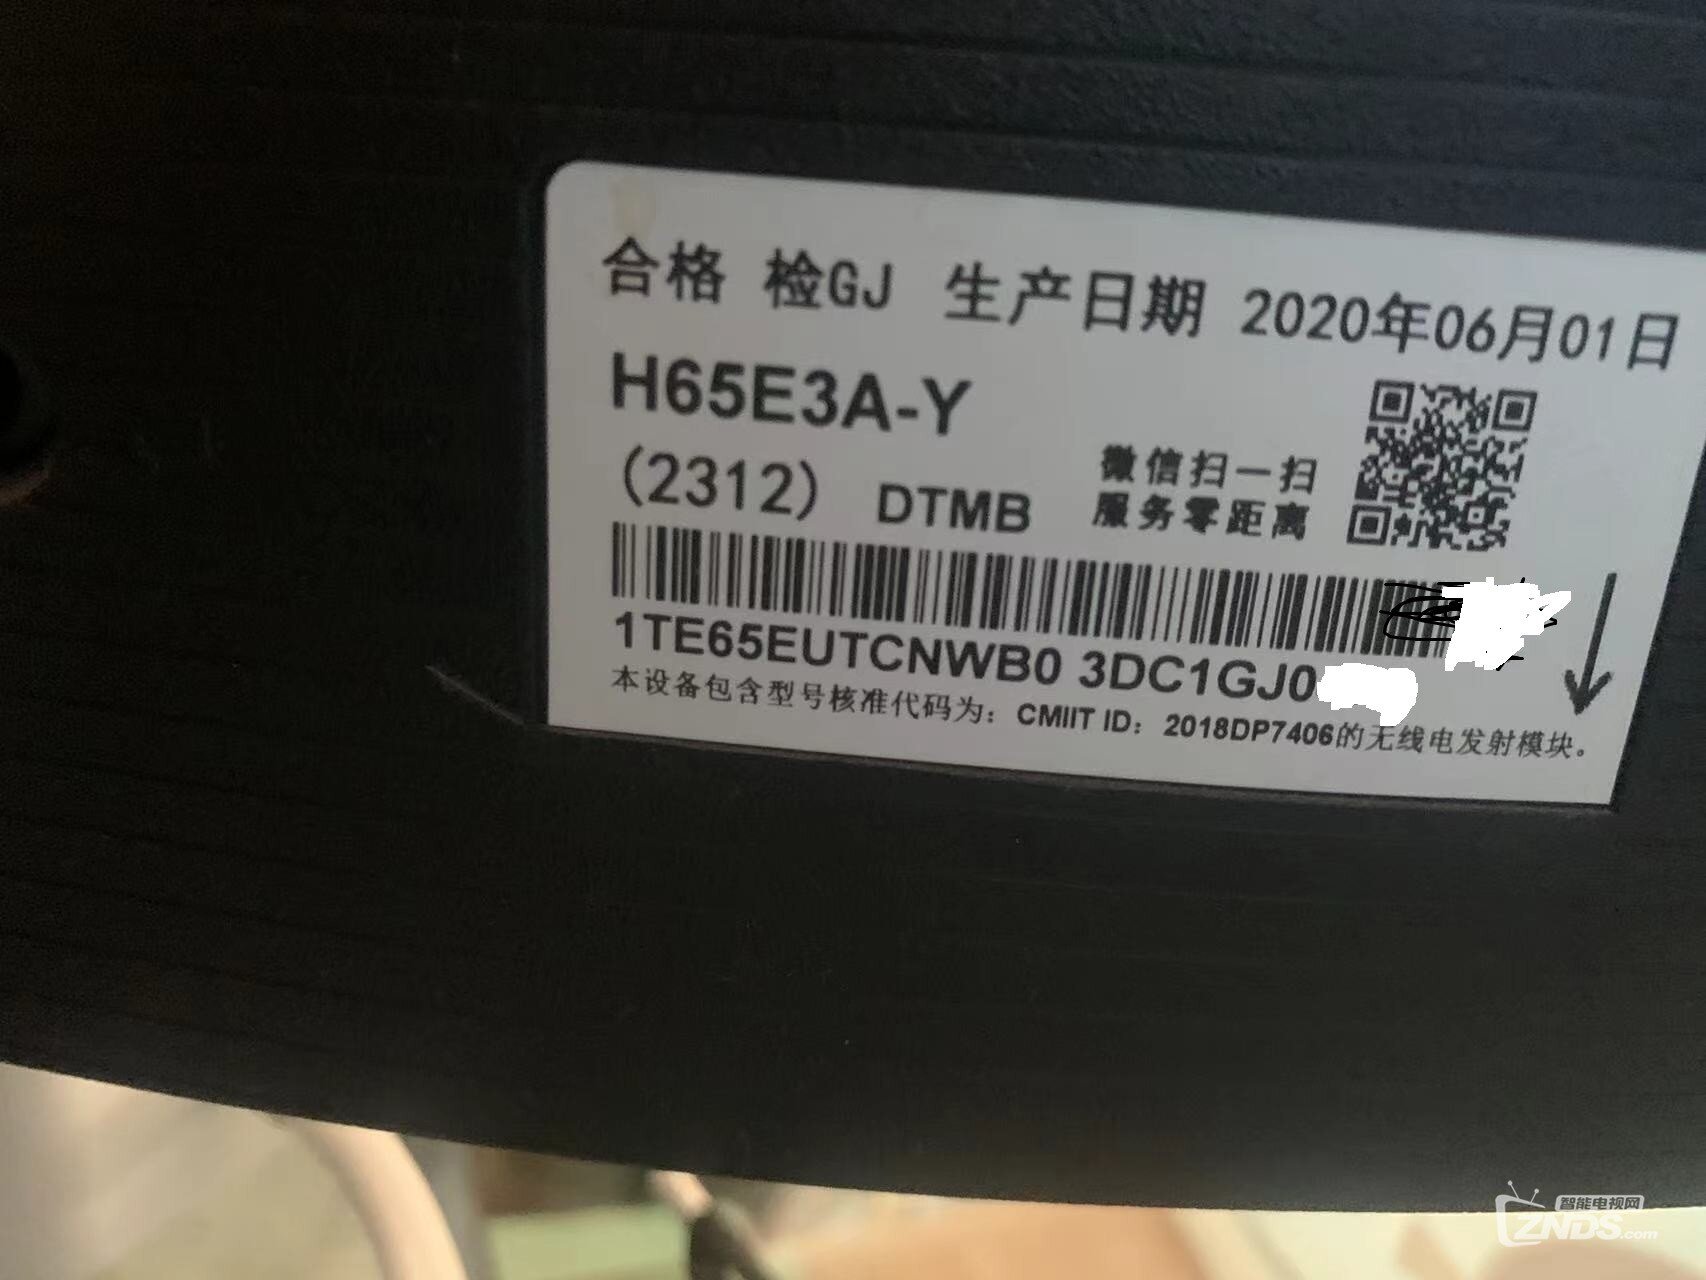 合格 检GJ 生产日期 2020年06月01日
H65E3A-Y
(2312) DTMB
微信扫一扫
服务零距离
1TE65EUTCNWB0 3DC1GJ0
本设备包含型号核准代码为：CMIIT ID：2018DP7406的无线电发射模块。
智能电视网
ZNDS.com